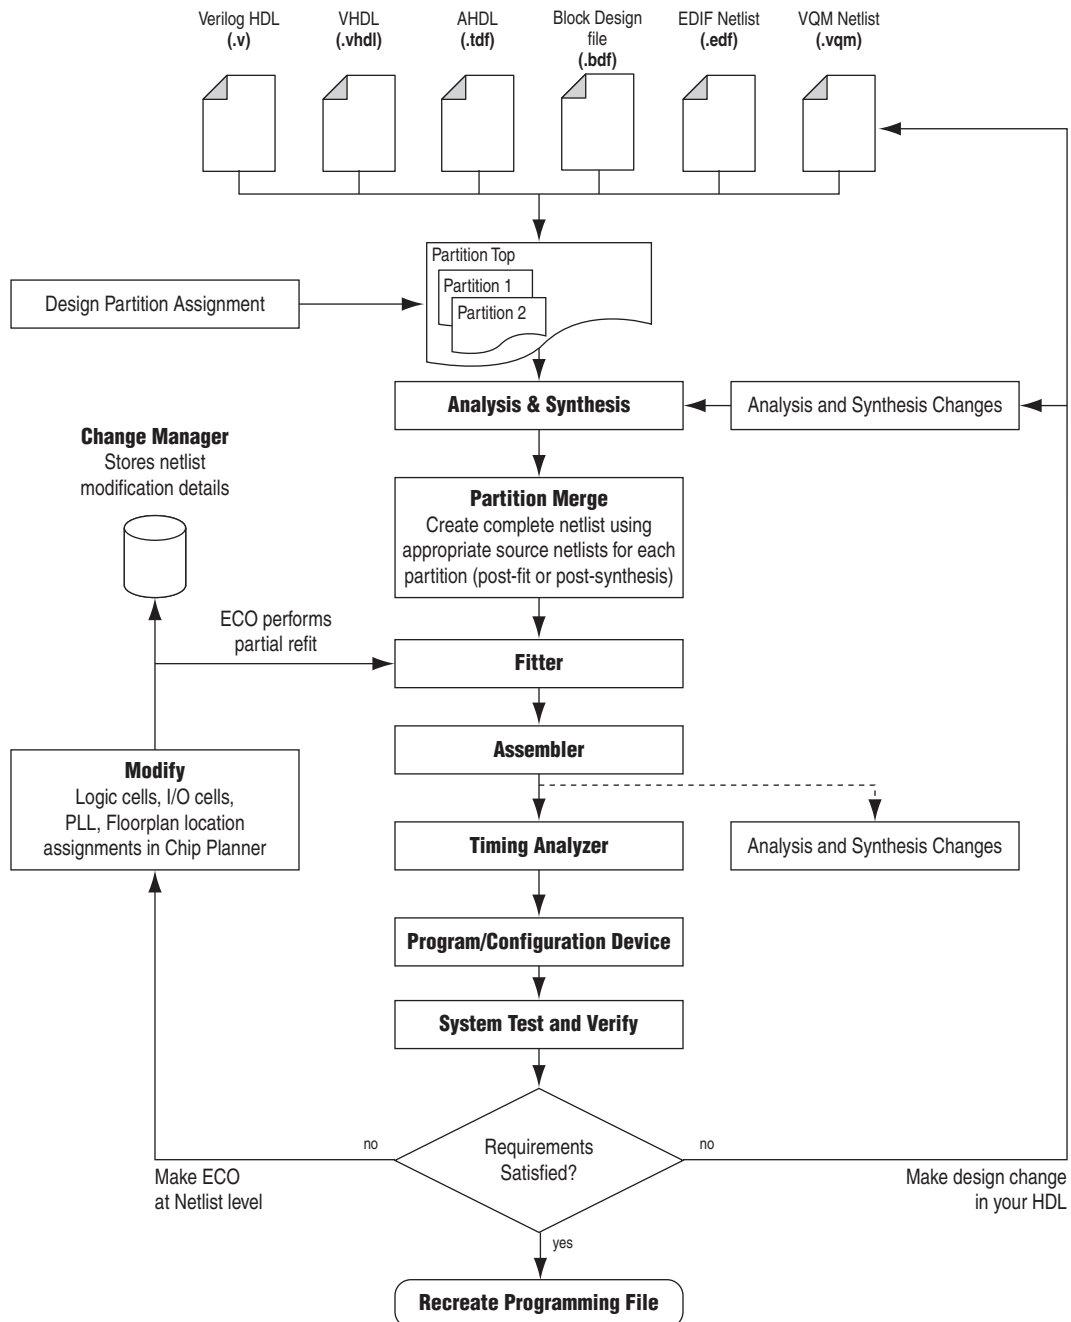 Verilog HDL
(.v)
VHDL
(.vhdl)
AHDL
(.tdf)
Block Design
file
(.bdf)
EDIF Netlist
(.edf)
VQM Netlist
(.vqm)
Partition Top
Partition 1
Partition 2
Design Partition Assignment
Analysis & Synthesis
Analysis and Synthesis Changes
Change Manager
Stores netlist
modification details
Partition Merge
Create complete netlist using
appropriate source netlists for each
partition (post-fit or post-synthesis)
ECO performs
partial refit
Fitter
Assembler
Modify
Logic cells, I/O cells,
PLL, Floorplan location
assignments in Chip Planner
Timing Analyzer
Analysis and Synthesis Changes
Program/Configuration Device
System Test and Verify
no
Requirements
Satisfied?
no
Make ECO
at Netlist level
Make design change
in your HDL
yes
Recreate Programming File